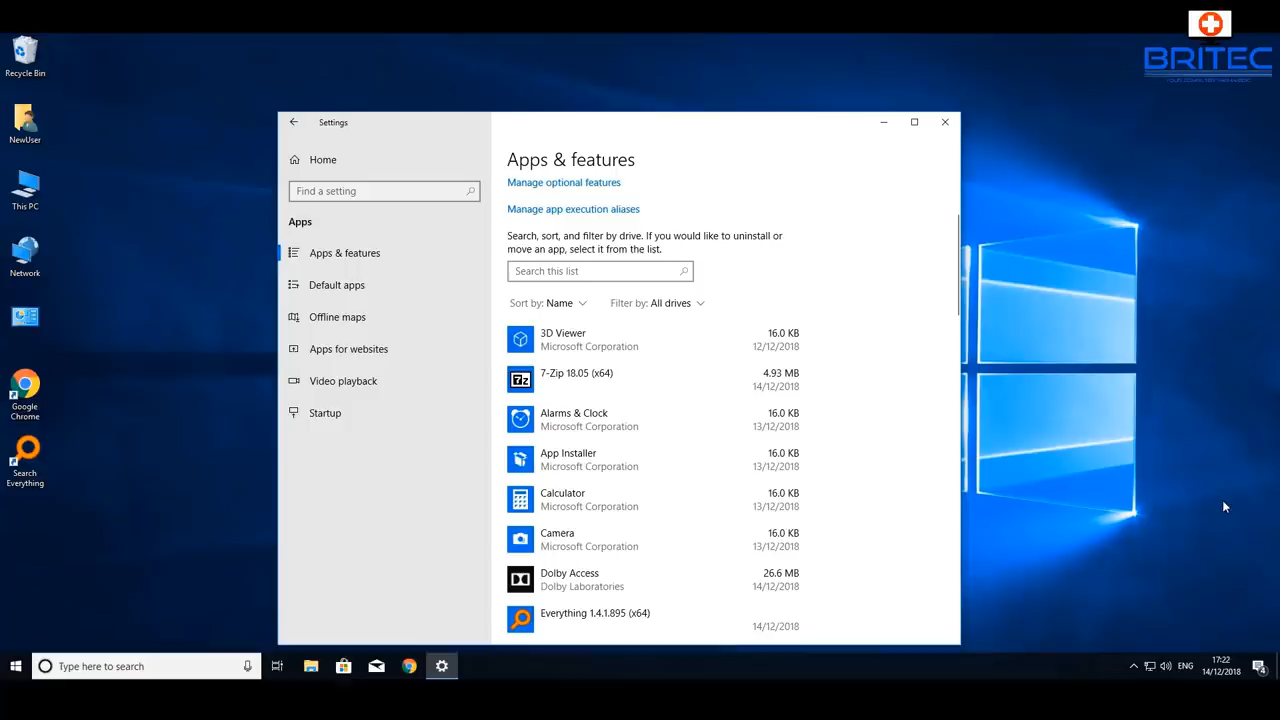 BRITEC
Recycle Bin
NewUser
This PC
Network
Google
Chrome
Search
Everything
Settings
Home
Find a setting
Apps
Apps & features
Default apps
Offline maps
Apps for websites
Video playback
Startup
Apps & features
Manage optional features
Manage app execution aliases
Search, sort, and filter by drive. If you would like to uninstall or
move an app, select it from the list.
Search this list
Sort by: Name Filter by: All drives
3D Viewer 16.0 KB
Microsoft Corporation 12/12/2018
7-Zip 18.05 (x64) 4.93 MB
14/12/2018
Alarms & Clock 16.0 KB
Microsoft Corporation 13/12/2018
App Installer 16.0 KB
Microsoft Corporation 13/12/2018
Calculator 16.0 KB
Microsoft Corporation 13/12/2018
Camera 16.0 KB
Microsoft Corporation 13/12/2018
Dolby Access 26.6 MB
Dolby Laboratories 14/12/2018
Everything 1.4.1.895 (x64)
14/12/2018
Type here to search
ENG
17:22
14/12/2018
4